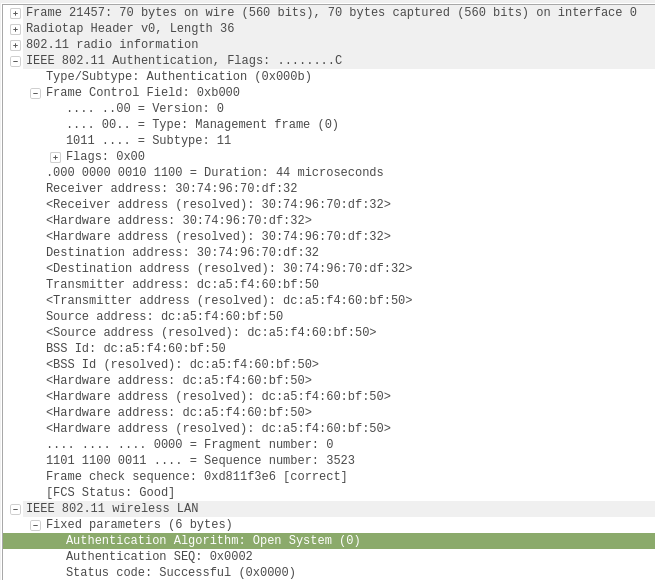 Frame 21457: 70 bytes on wire (560 bits), 70 bytes captured (560 bits) on interface 0
Radiotap Header v0, Length 36
802.11 radio information
IEEE 802.11 Authentication, Flags: ........C
Type/Subtype: Authentication (0x000b)
Frame Control Field: 0xb000
.... ..00 = Version: 0
.... 00.. = Type: Management frame (0)
1011 .... = Subtype: 11
Flags: 0x00
.000 0000 0010 1100 = Duration: 44 microseconds
Receiver address: 30:74:96:70:df:32
<Receiver address (resolved): 30:74:96:70:df:32>
<Hardware address: 30:74:96:70:df:32>
<Hardware address (resolved): 30:74:96:70:df:32>
Destination address: 30:74:96:70:df:32
<Destination address (resolved): 30:74:96:70:df:32>
Transmitter address: dc:a5:f4:60:bf:50
<Transmitter address (resolved): dc:a5:f4:60:bf:50>
Source address: dc:a5:f4:60:bf:50
<Source address (resolved): dc:a5:f4:60:bf:50>
BSS Id: dc:a5:f4:60:bf:50
<BSS Id (resolved): dc:a5:f4:60:bf:50>
<Hardware address: dc:a5:f4:60:bf:50>
<Hardware address (resolved): dc:a5:f4:60:bf:50>
<Hardware address: dc:a5:f4:60:bf:50>
<Hardware address (resolved): dc:a5:f4:60:bf:50>
.... .... .... 0000 = Fragment number: 0
1101 1100 0011 .... = Sequence number: 3523
Frame check sequence: 0xd811f3e6 [correct]
[FCS Status: Good]
IEEE 802.11 wireless LAN
Fixed parameters (6 bytes)
Authentication Algorithm: Open System (0)
Authentication SEQ: 0x0002
Status code: Successful (0x0000)